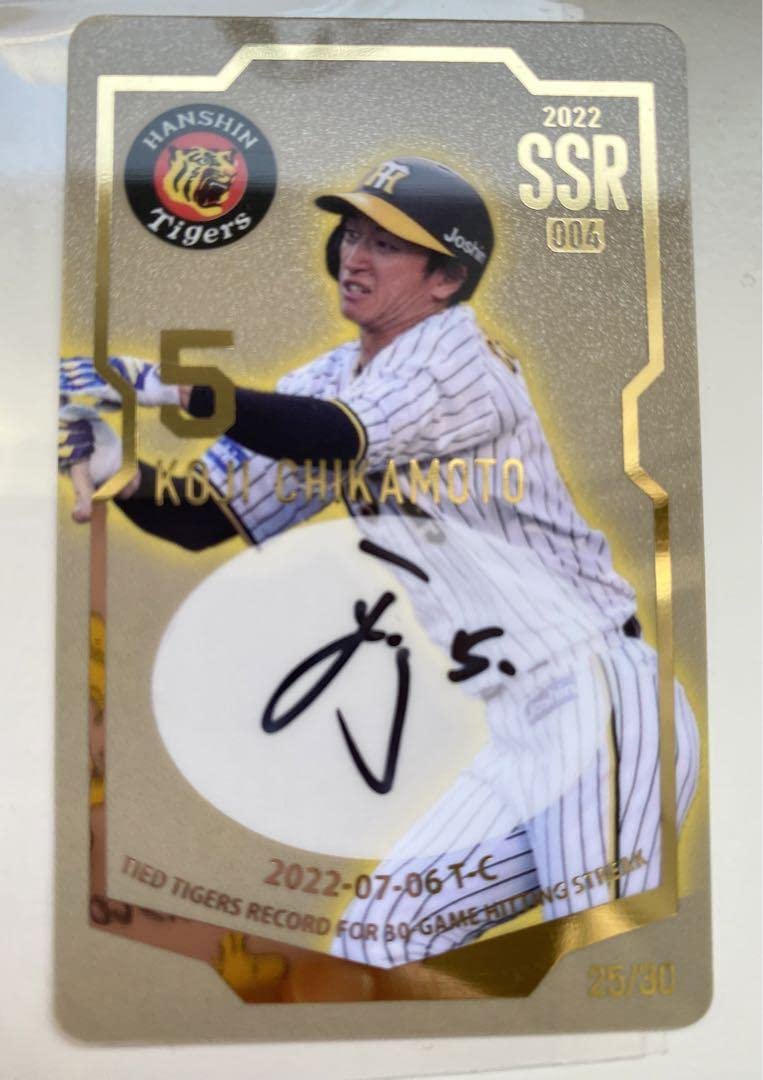 HANSHIN
Tigers
2022
SSR
004
Joshin
5
KOJI CHIKAMOTO
5.
2022-07-06 T-C
TIED TIGERS RECORD FOR 30-GAME HITTING STREAK
25/30